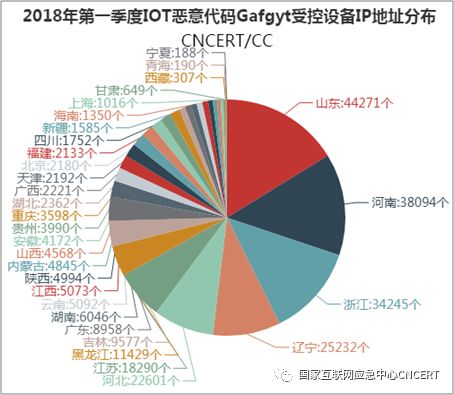 2018年第一季度IOT恶意代码Gafgyt受控设备IP地址分布
CNCERT/CC
宁夏:188个
青海:190个
西藏:307个
甘肃:649个
上海:1016个
海南:1350个
新疆:1585个
四川:1752个
福建:2133个
北京:2180个
天津:2192个
广西:2221个
湖北:2362个
重庆:3598个
贵州:3990个
安徽:4172个
山西:4568个
内蒙古:4845个
陕西:4994个
江西:5073个
云南:5092个
湖南:6046个
广东:8958个
吉林:9577个
黑龙江:11429个
江苏:18290个
河北:22601个
山东:44271个
河南:38094个
浙江:34245个
辽宁:25232个
国家互联网应急中心CNCERT